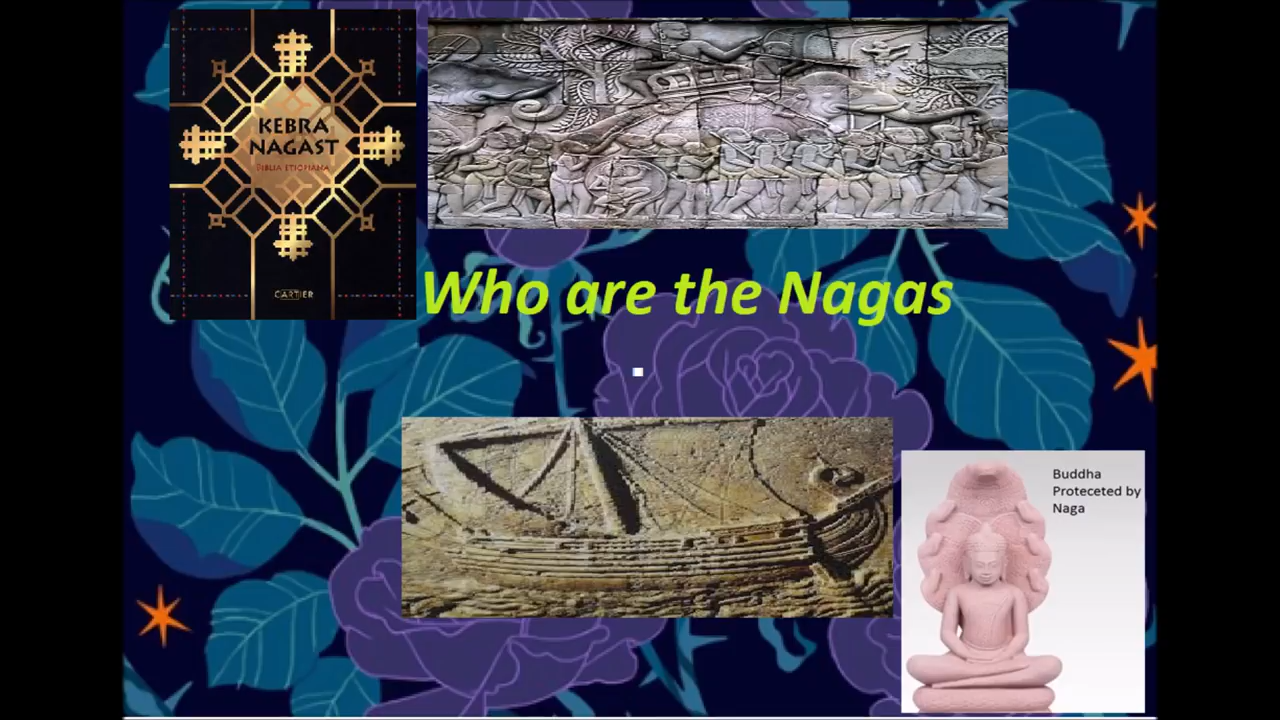 KEBRA
NAGAST
BIBLIA ETIOPIANA
CARTIER
Who are the Nagas
Buddha
Proteceted by
Naga